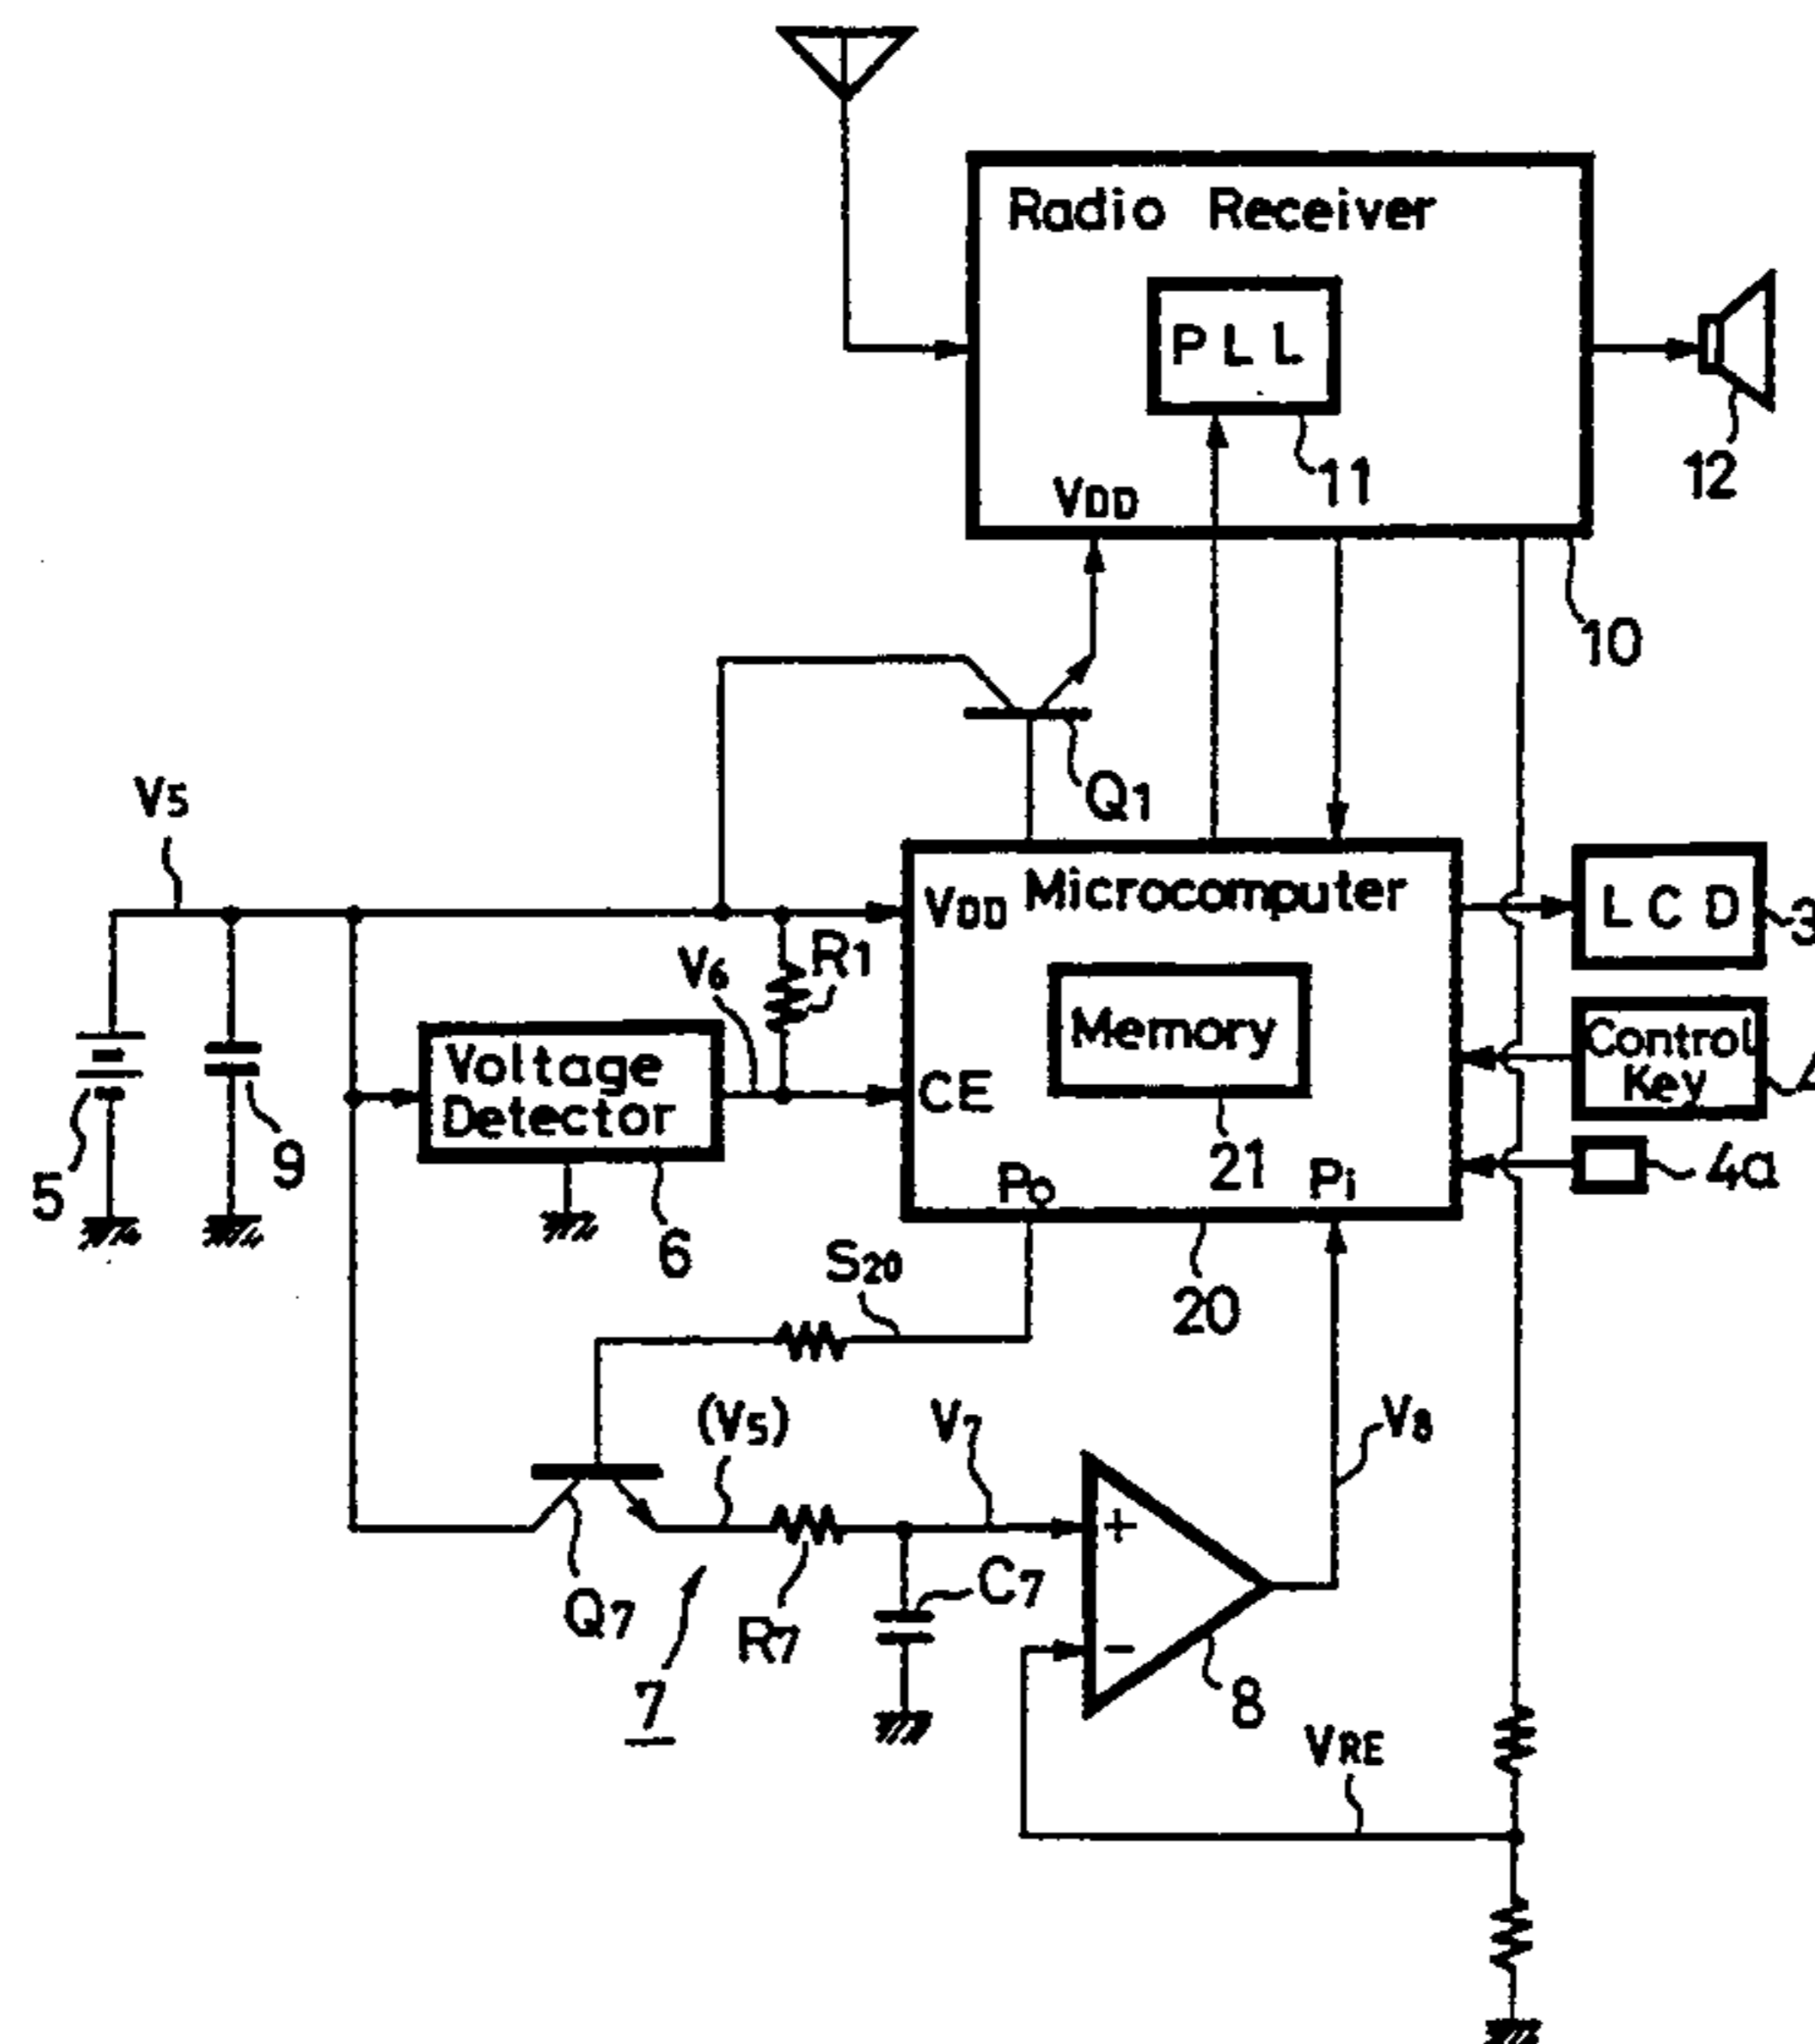 Radio Receiver
PLL
11
12
VDD
10
Q1
V5
VDD
Microcomputer
LCD
3
R1
V6
Memory
Control
Key
Voltage
Detector
CE
5
9
6
21
Po
Pi
4a
S20
20
(V5)
V7
V8
Q7
R7
C7
7
8
VRE